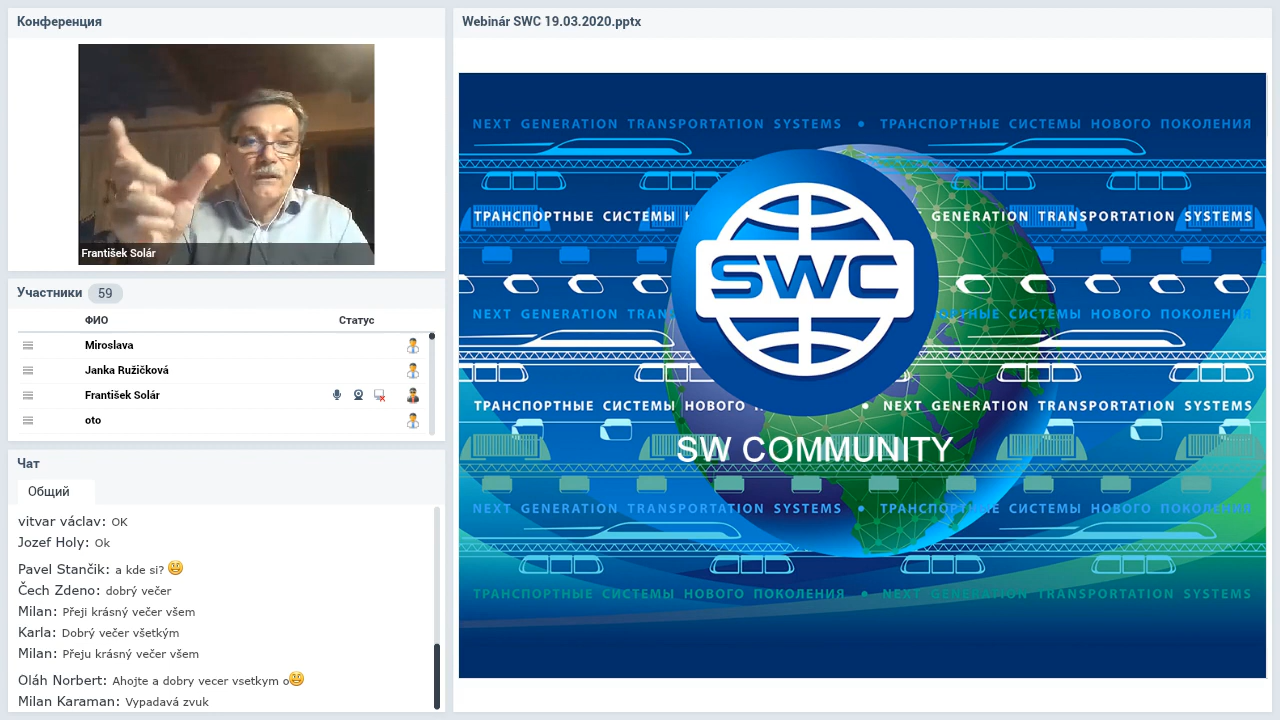 Конференция
František Solár
Участники 59
ФИО Статус
Miroslava
Janka Ružičková
František Solár
oto
Чат
Общий
vitvar václav: OK
Jozef Holy: Ok
Pavel Stančik: a kde si?
Čech Zdeno: dobrý večer
Milan: Přeji krásný večer všem
Karla: Dobrý večer všetkým
Milan: Přeju krásný večer všem
Oláh Norbert: Ahojte a dobry vecer vsetkym o
Milan Karaman: Vypadavá zvuk
Webinár SWC 19.03.2020.pptx
NEXT GENERATION TRANSPORTATION SYSTEMS • ТРАНСПОРТНЫЕ СИСТЕМЫ НОВОГО ПОКОЛЕНИЯ
ТРАНСПОРТНЫЕ СИСТЕМЫ GENERATION TRANSPORTATION SYSTEMS
SWC
NEXT GENERATION СИСТЕМЫ НОВОГО ПОКОЛЕНИЯ
ТРАНСПОРТНЫЕ СИСТЕМЫ НОВОГО • NEXT GENERATION TRANSPORTATION SYSTEMS
SW COMMUNITY
NEXT GENERATION TRANSPORTATION SYSTEMS • ТРАНСПОРТНЫЕ СИСТЕМЫ НОВОГО ПОКОЛЕНИЯ
ТРАНСПОРТНЫЕ СИСТЕМЫ НОВОГО ПОКОЛЕНИЯ • NEXT GENERATION TRANSPORTATION SYSTEMS